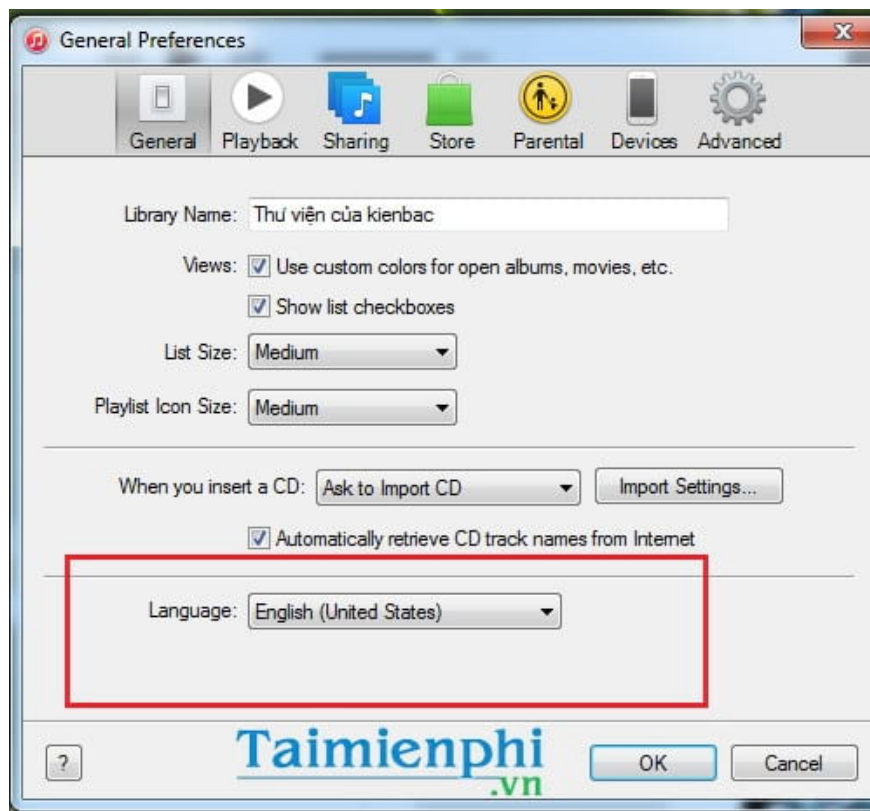 General Preferences
General Playback Sharing Store Parental Devices Advanced
Library Name: Thư viện của kienbac
Views: Use custom colors for open albums, movies, etc.
Show list checkboxes
List Size: Medium
Playlist Icon Size: Medium
When you insert a CD: Ask to Import CD Import Settings...
Automatically retrieve CD track names from Internet
Language: English (United States)
? Taimienphi OK Cancel
.vn